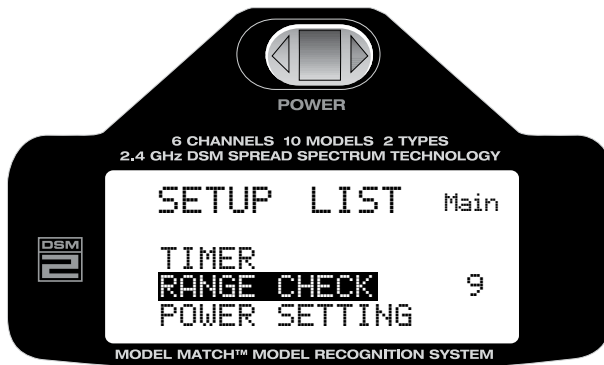 POWER
6 CHANNELS 10 MODELS 2 TYPES
2.4 GHz DSM SPREAD SPECTRUM TECHNOLOGY
SETUP LIST Main
DSM
2
TIMER
RANGE CHECK 9
POWER SETTING
MODEL MATCH™ MODEL RECOGNITION SYSTEM